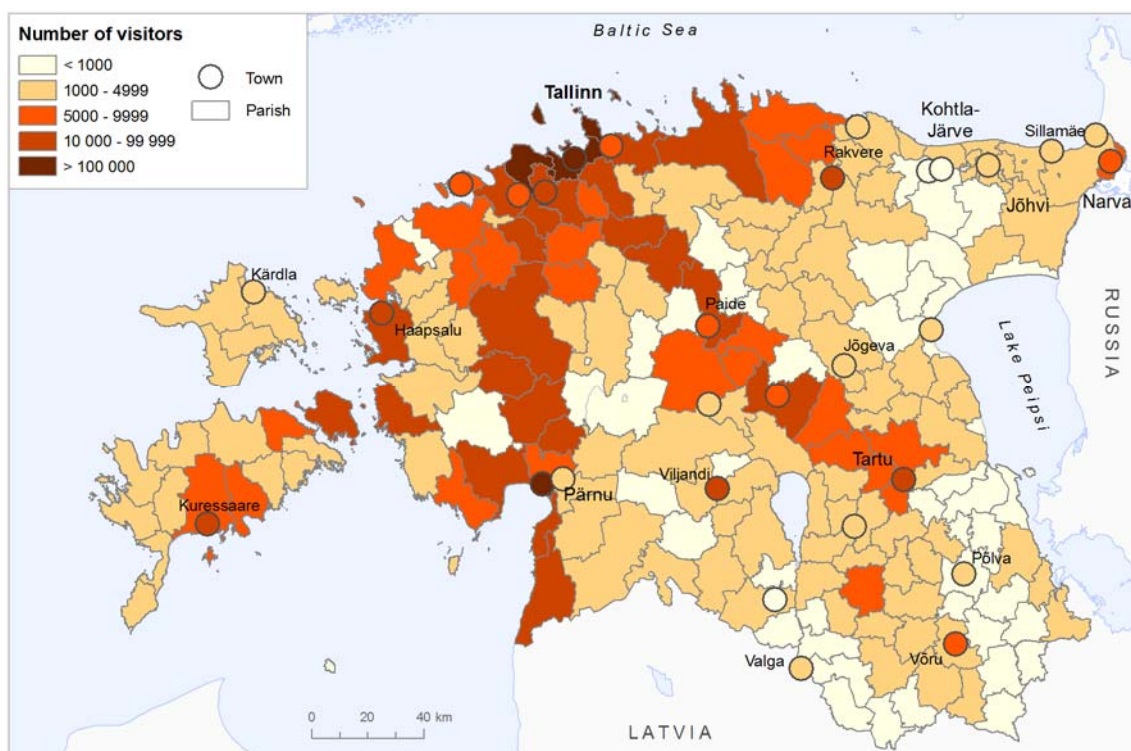 Number of visitors
< 1000
1000 - 4999
5000 - 9999
10 000 - 99 999
> 100 000
Town
Parish
Baltic Sea
Tallinn
Kohtla-
Järve
Sillamäe
Rakvere
Jõhvi
Narva
Kärdla
Haapsalu
Paide
Jõgeva
Lake Peipsi
RUSSIA
Tartu
Viljandi
Pärnu
Kuressaare
Põlva
Võru
Valga
0 20 40 km
LATVIA